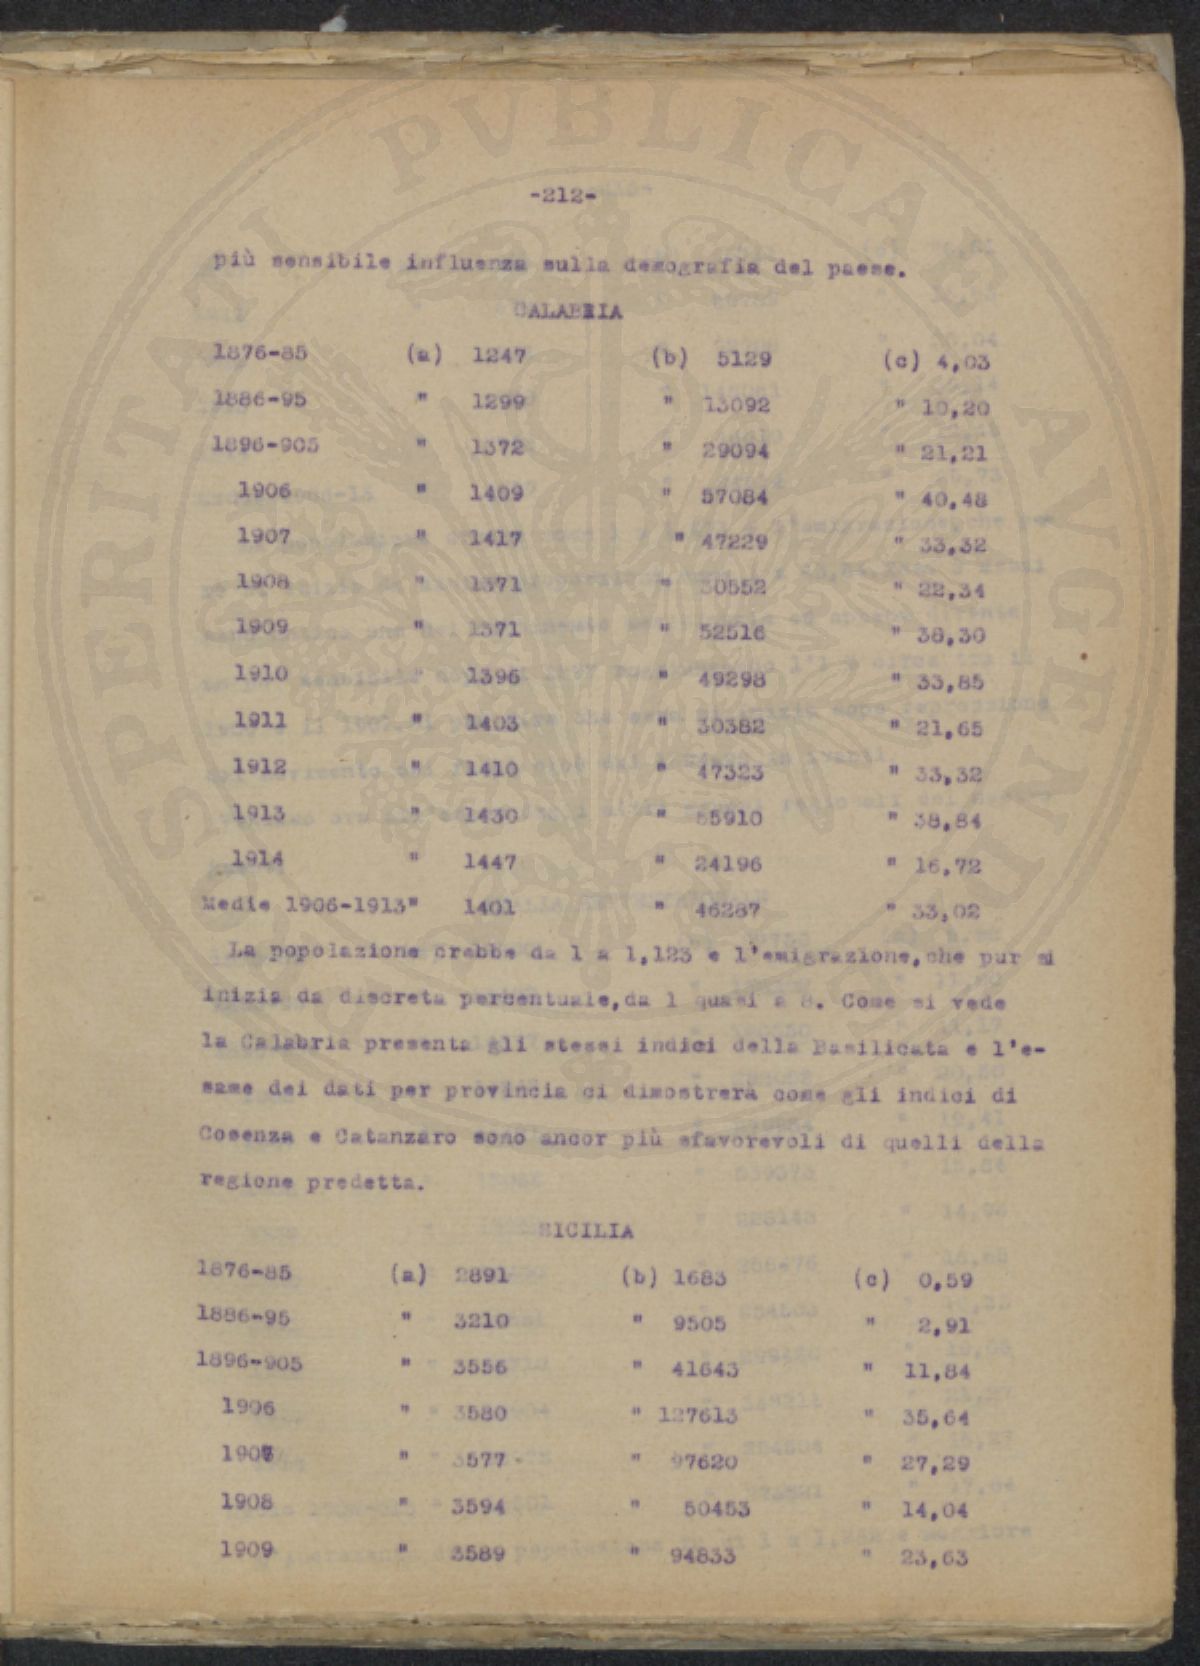 -212-
più sensibile influenza sulla demografia del paese.
CALABRIA
1876-85 (a) 1247 (b) 5129 (c) 4,03
1886-95 " 1299 " 13092 " 10,20
1896-905 " 1372 " 29094 " 21,21
1906 " 1409 " 57084 " 40,48
1907 " 1417 " 47229 " 33,32
1908 " 1371 " 30552 " 22,34
1909 " 1371 " 52516 " 38,30
1910 " 1396 " 49298 " 33,85
1911 " 1403 " 30382 " 21,65
1912 " 1410 " 47323 " 33,32
1913 " 1430 " 55910 " 38,84
1914 " 1447 " 24196 " 16,72
Medie 1906-1913" 1401 " 46287 " 33,02
La popolazione crebbe da 1 a 1,123 e l'emigrazione,che pur si
inizia da discreta percentuale,da 1 quasi a 8. Come si vede
la Calabria presenta gli stessi indici della Basilicata e l'e-
same dei dati per provincia ci dimostrerà come gli indici di
Cosenza e Catanzaro sono ancor più sfavorevoli di quelli della
regione predetta.
SICILIA
1876-85 (a) 2891 (b) 1683 (c) 0,59
1886-95 " 3210 " 9505 " 2,91
1896-905 " 3556 " 41643 " 11,84
1906 " 3580 " 127613 " 35,64
1907 " 3577 " 97620 " 27,29
1908 " 3594 " 50453 " 14,04
1909 " 3589 " 94833 " 23,63